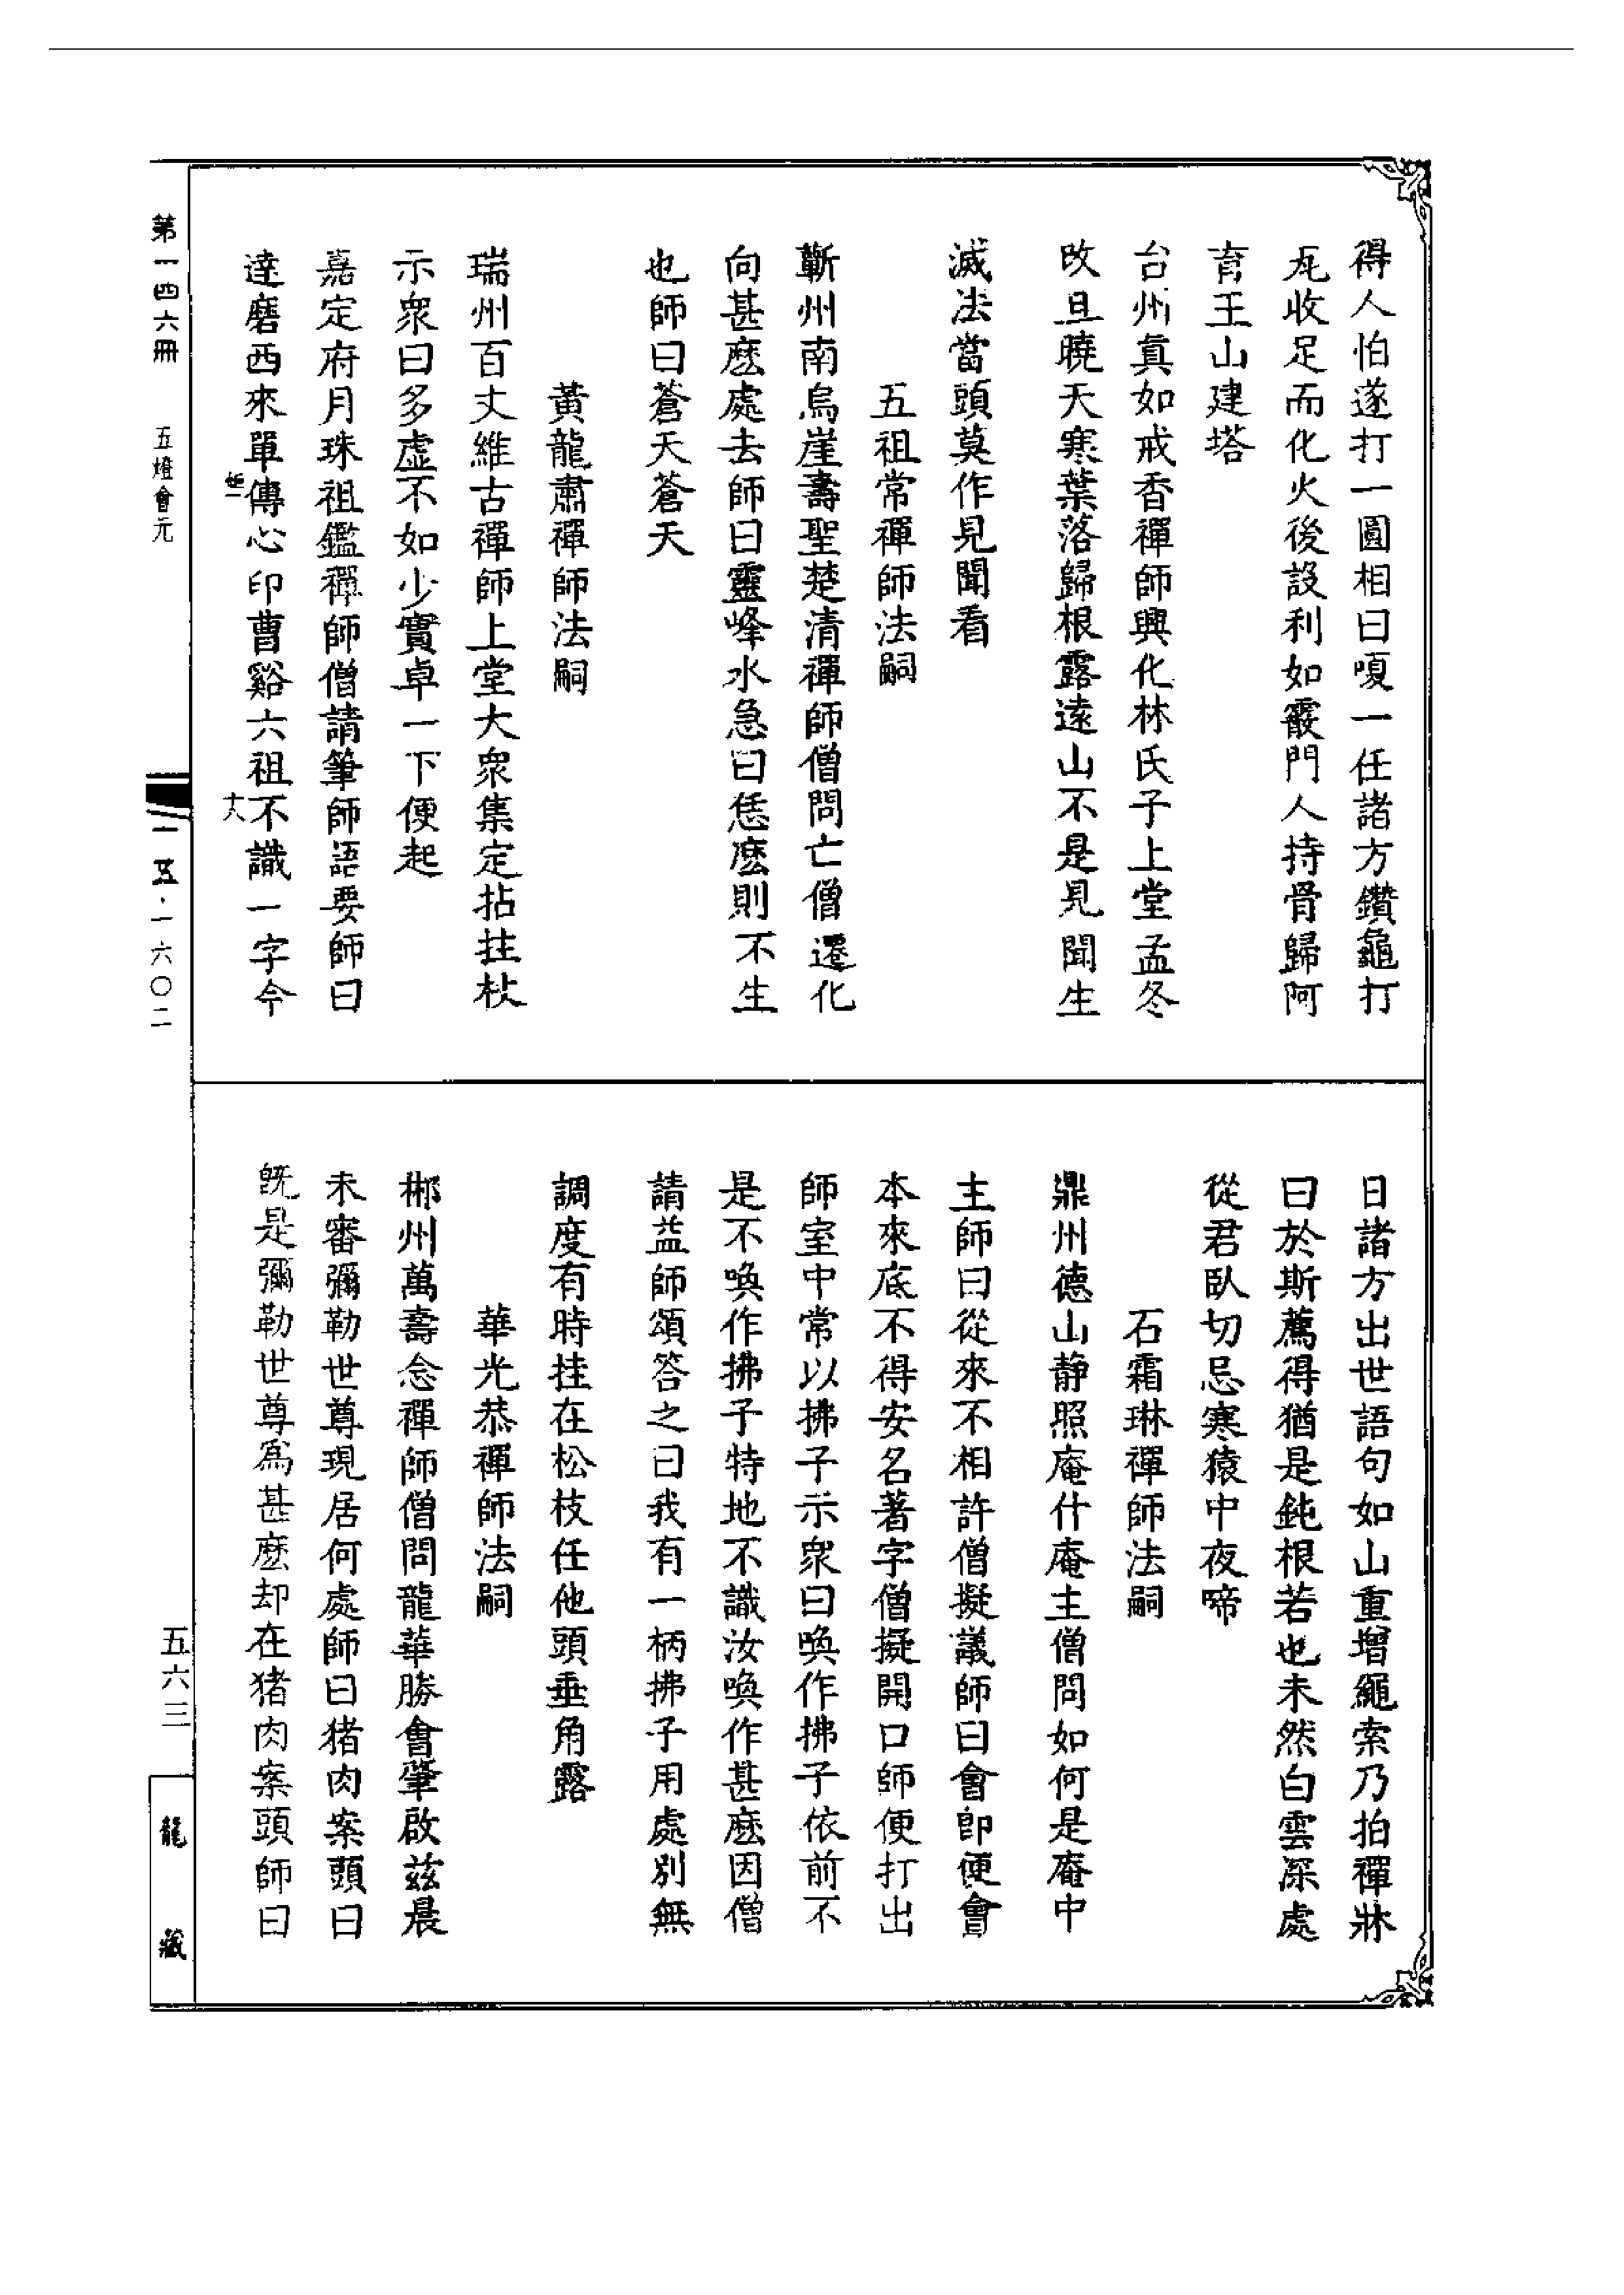 得人怕遂打一圓相曰嗄一任諸方鑽龜打
瓦收足而化火後設利如霰門人持骨歸阿
育王山建塔
台州真如戒香禪師興化林氏子上堂孟冬
改旦曉天寒葉落歸根露遠山不是見聞生
滅法當頭莫作見聞看
五祖常禪師法嗣
蘄州南烏崖壽聖楚清禪師僧問亡僧遷化
向甚麽處去師曰靈峰水急曰恁麽則不生
也師曰蒼天蒼天
黃龍肅禪師法嗣
瑞州百丈維古禪師上堂大衆集定拈拄杖
示衆曰多虛不如少實卓一下便起
嘉定府月珠祖鑑禪師僧請筆師語要師曰
達磨西來單傳心印曹谿六祖不識一字今
十八
日諸方出世語句如山重增繩索乃拍禪牀
曰於斯薦得猶是鈍根若也未然白雲深處
從君臥切忌寒猿中夜啼
石霜琳禪師法嗣
鼎州德山静照庵什庵主僧問如何是庵中
主師曰從來不相許僧擬議師曰會即便會
本來底不得安名著字僧擬開口師便打出
師室中常以拂子示衆曰喚作拂子依前不
是不喚作拂子特地不識汝喚作甚麽因僧
請益師頌答之曰我有一柄拂子用處別無
調度有時挂在松枝任他頭垂角露
華光恭禪師法嗣
郴州萬壽念禪師僧問龍華勝會肇啟兹晨
未審彌勒世尊現居何處師曰猪肉案頭曰
旣是彌勒世尊爲甚麽却在猪肉案頭師曰
第一四六冊
五燈會元
一五·一六〇二
五六三
龍藏